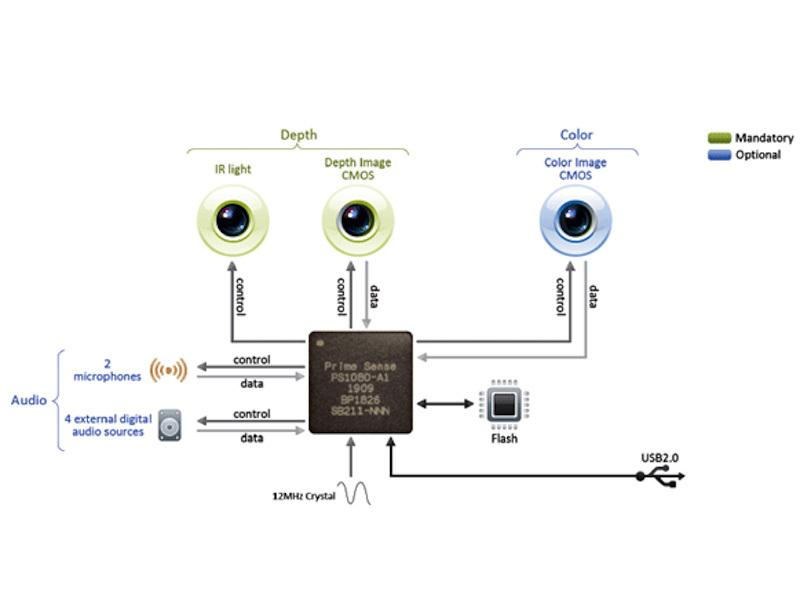 Depth
Color
Mandatory
Optional
IR light
Depth Image
CMOS
Color Image
CMOS
control
control
data
control
data
Prime Sense
PS1080-A1
1909
BP1826
SB211-NNN
Audio
2
microphones
control
data
4 external digital
audio sources
control
data
Flash
USB2.0
12MHz Crystal